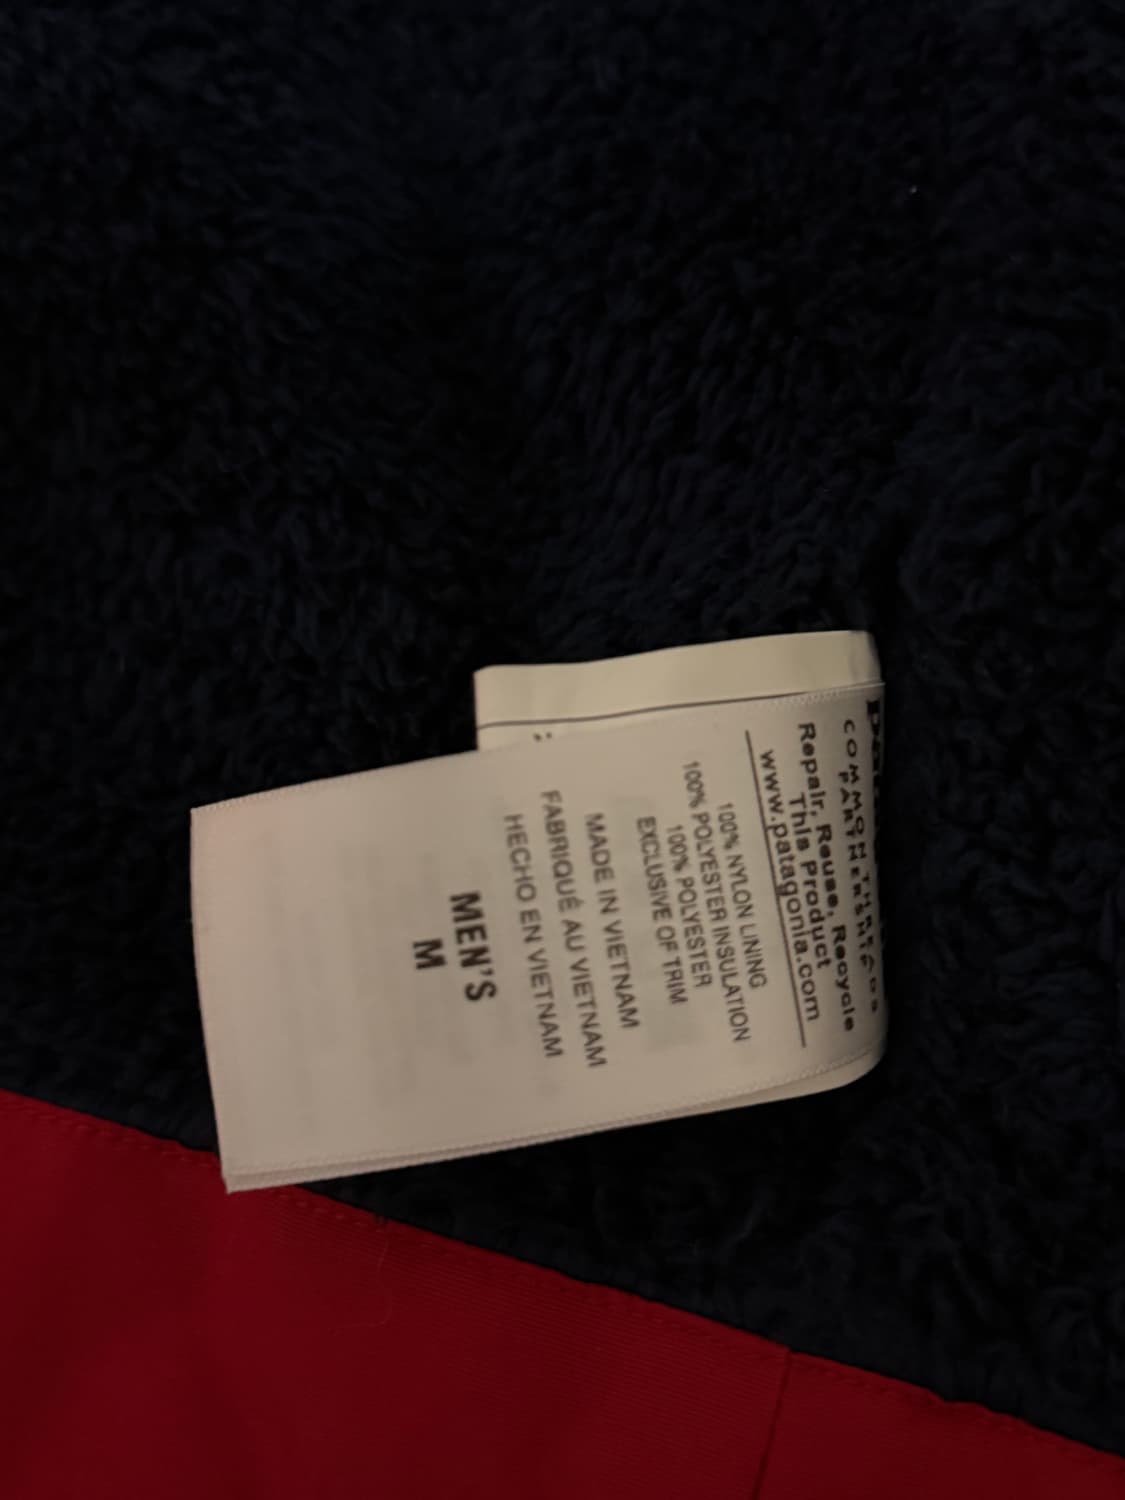 COMMON THREADS
PARTNERSHIP
Repair, Reuse, Recycle
This Product
www.patagonia.com
100% NYLON LINING
100% POLYESTER INSULATION
100% POLYESTER
EXCLUSIVE OF TRIM
MADE IN VIETNAM
FABRIQUÉ AU VIETNAM
HECHO EN VIETNAM
MEN'S
M